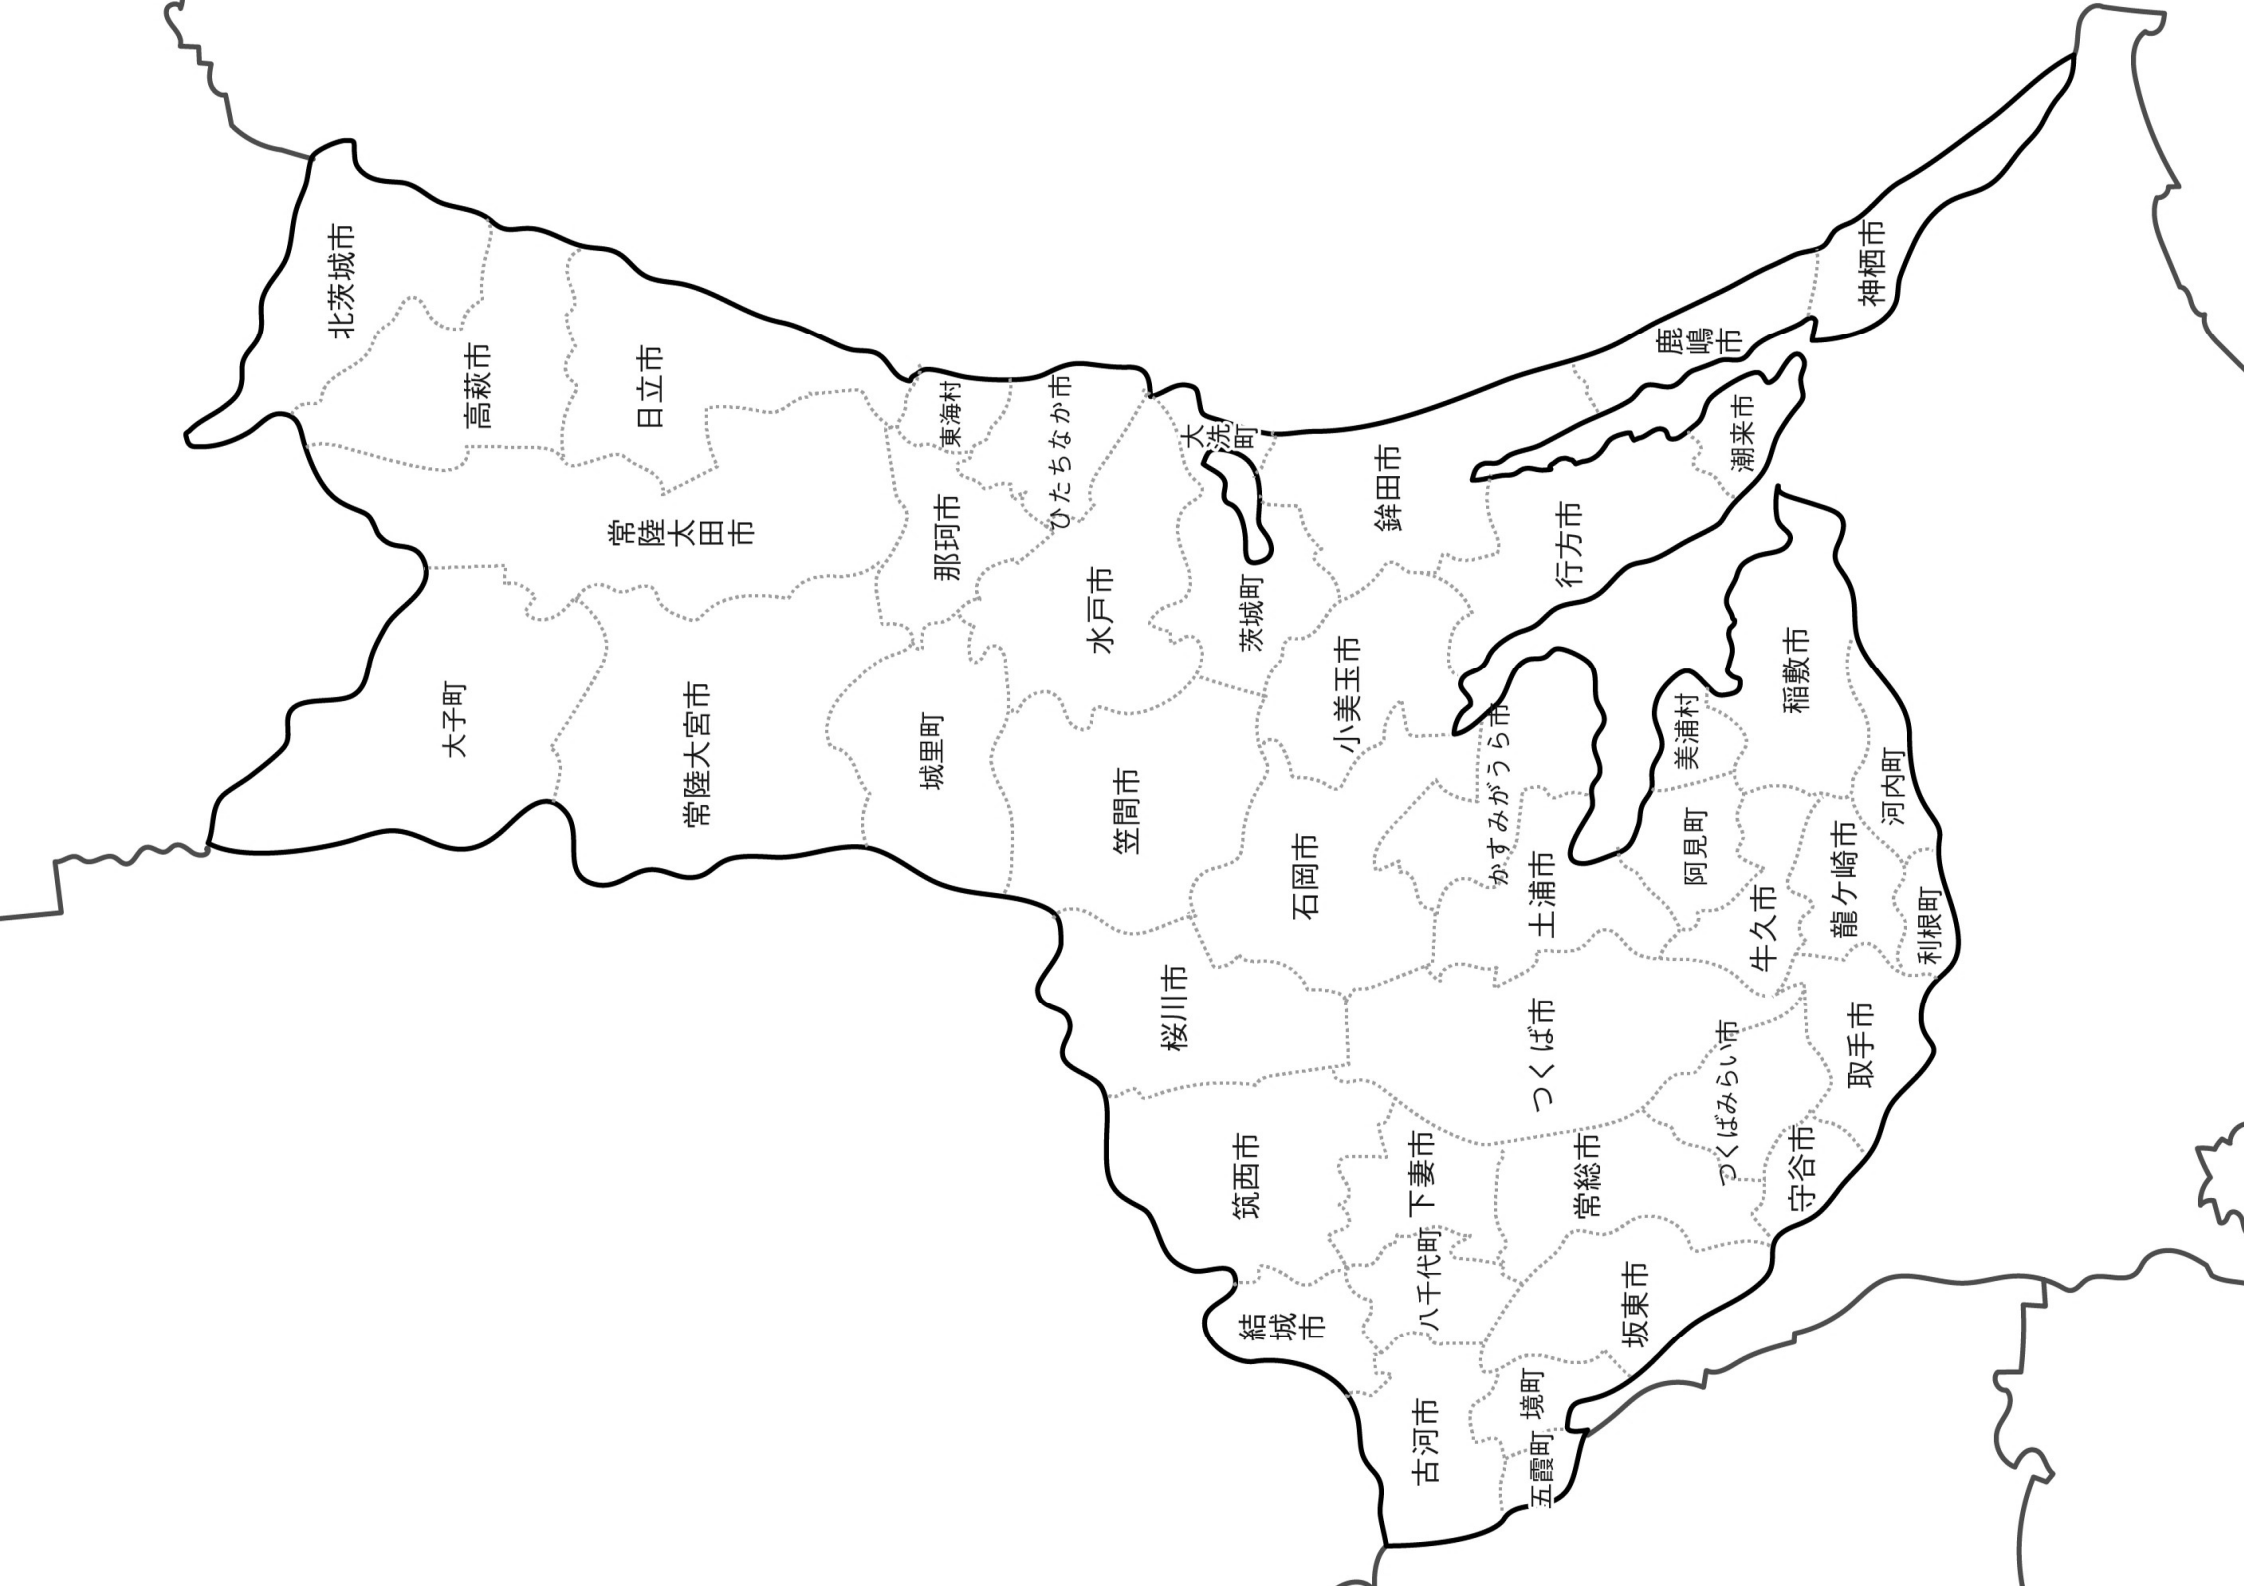 北茨城市
高萩市
日立市
常陸
太田
市
大子町
常陸大宮市
東海村
ひたちなか市
那珂市
城里町
水戸市
大
洗
町
茨城町
笠間市
鉾田市
小美玉市
石岡市
鹿
嶋
市
神栖市
潮来市
行方市
かすみがうら市
土浦市
美浦村
阿見町
稲敷市
河内町
龍ケ崎市
牛久市
利根町
取手市
つくば市
つくばみらい市
守谷市
桜川市
筑西市
下妻市
常総市
八千代町
結
城
市
坂東市
古河市
境町
五霞町